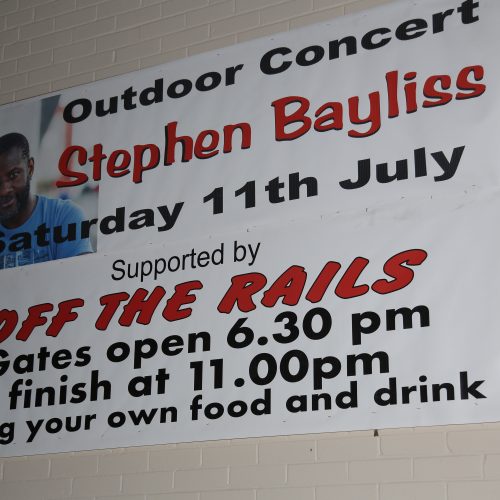 Outdoor Concert
Stephen Bayliss
Saturday 11th July
Supported by
OFF THE RAILS
Gates open 6.30 pm
finish at 11.00pm
your own food and drink